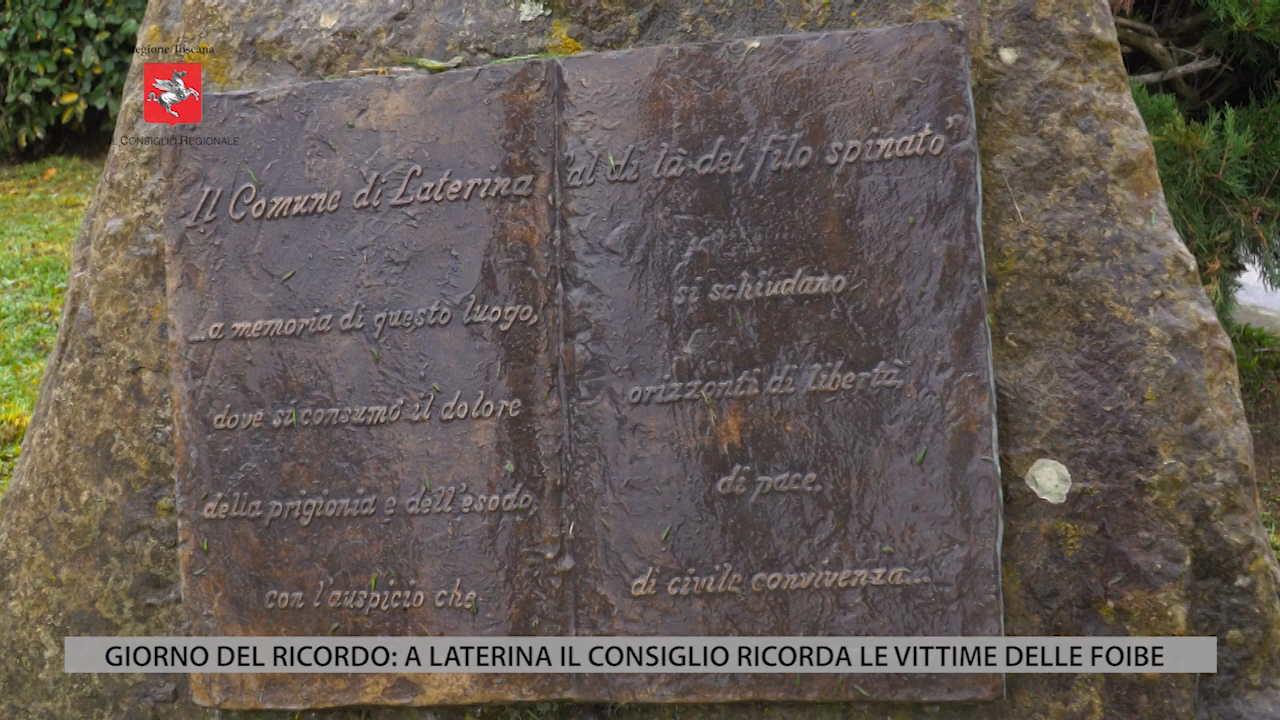 Regione Toscana
IL CONSIGLIO REGIONALE
Il Comune di Laterina
...a memoria di questo luogo,
dove si consumó il dolore
della prigionia e dell'esodo,
con l'auspicio che
"al di là del filo spinato"
si schiudano
orizzonti di libertà,
di pace,
di civile convivenza...
GIORNO DEL RICORDO: A LATERINA IL CONSIGLIO RICORDA LE VITTIME DELLE FOIBE